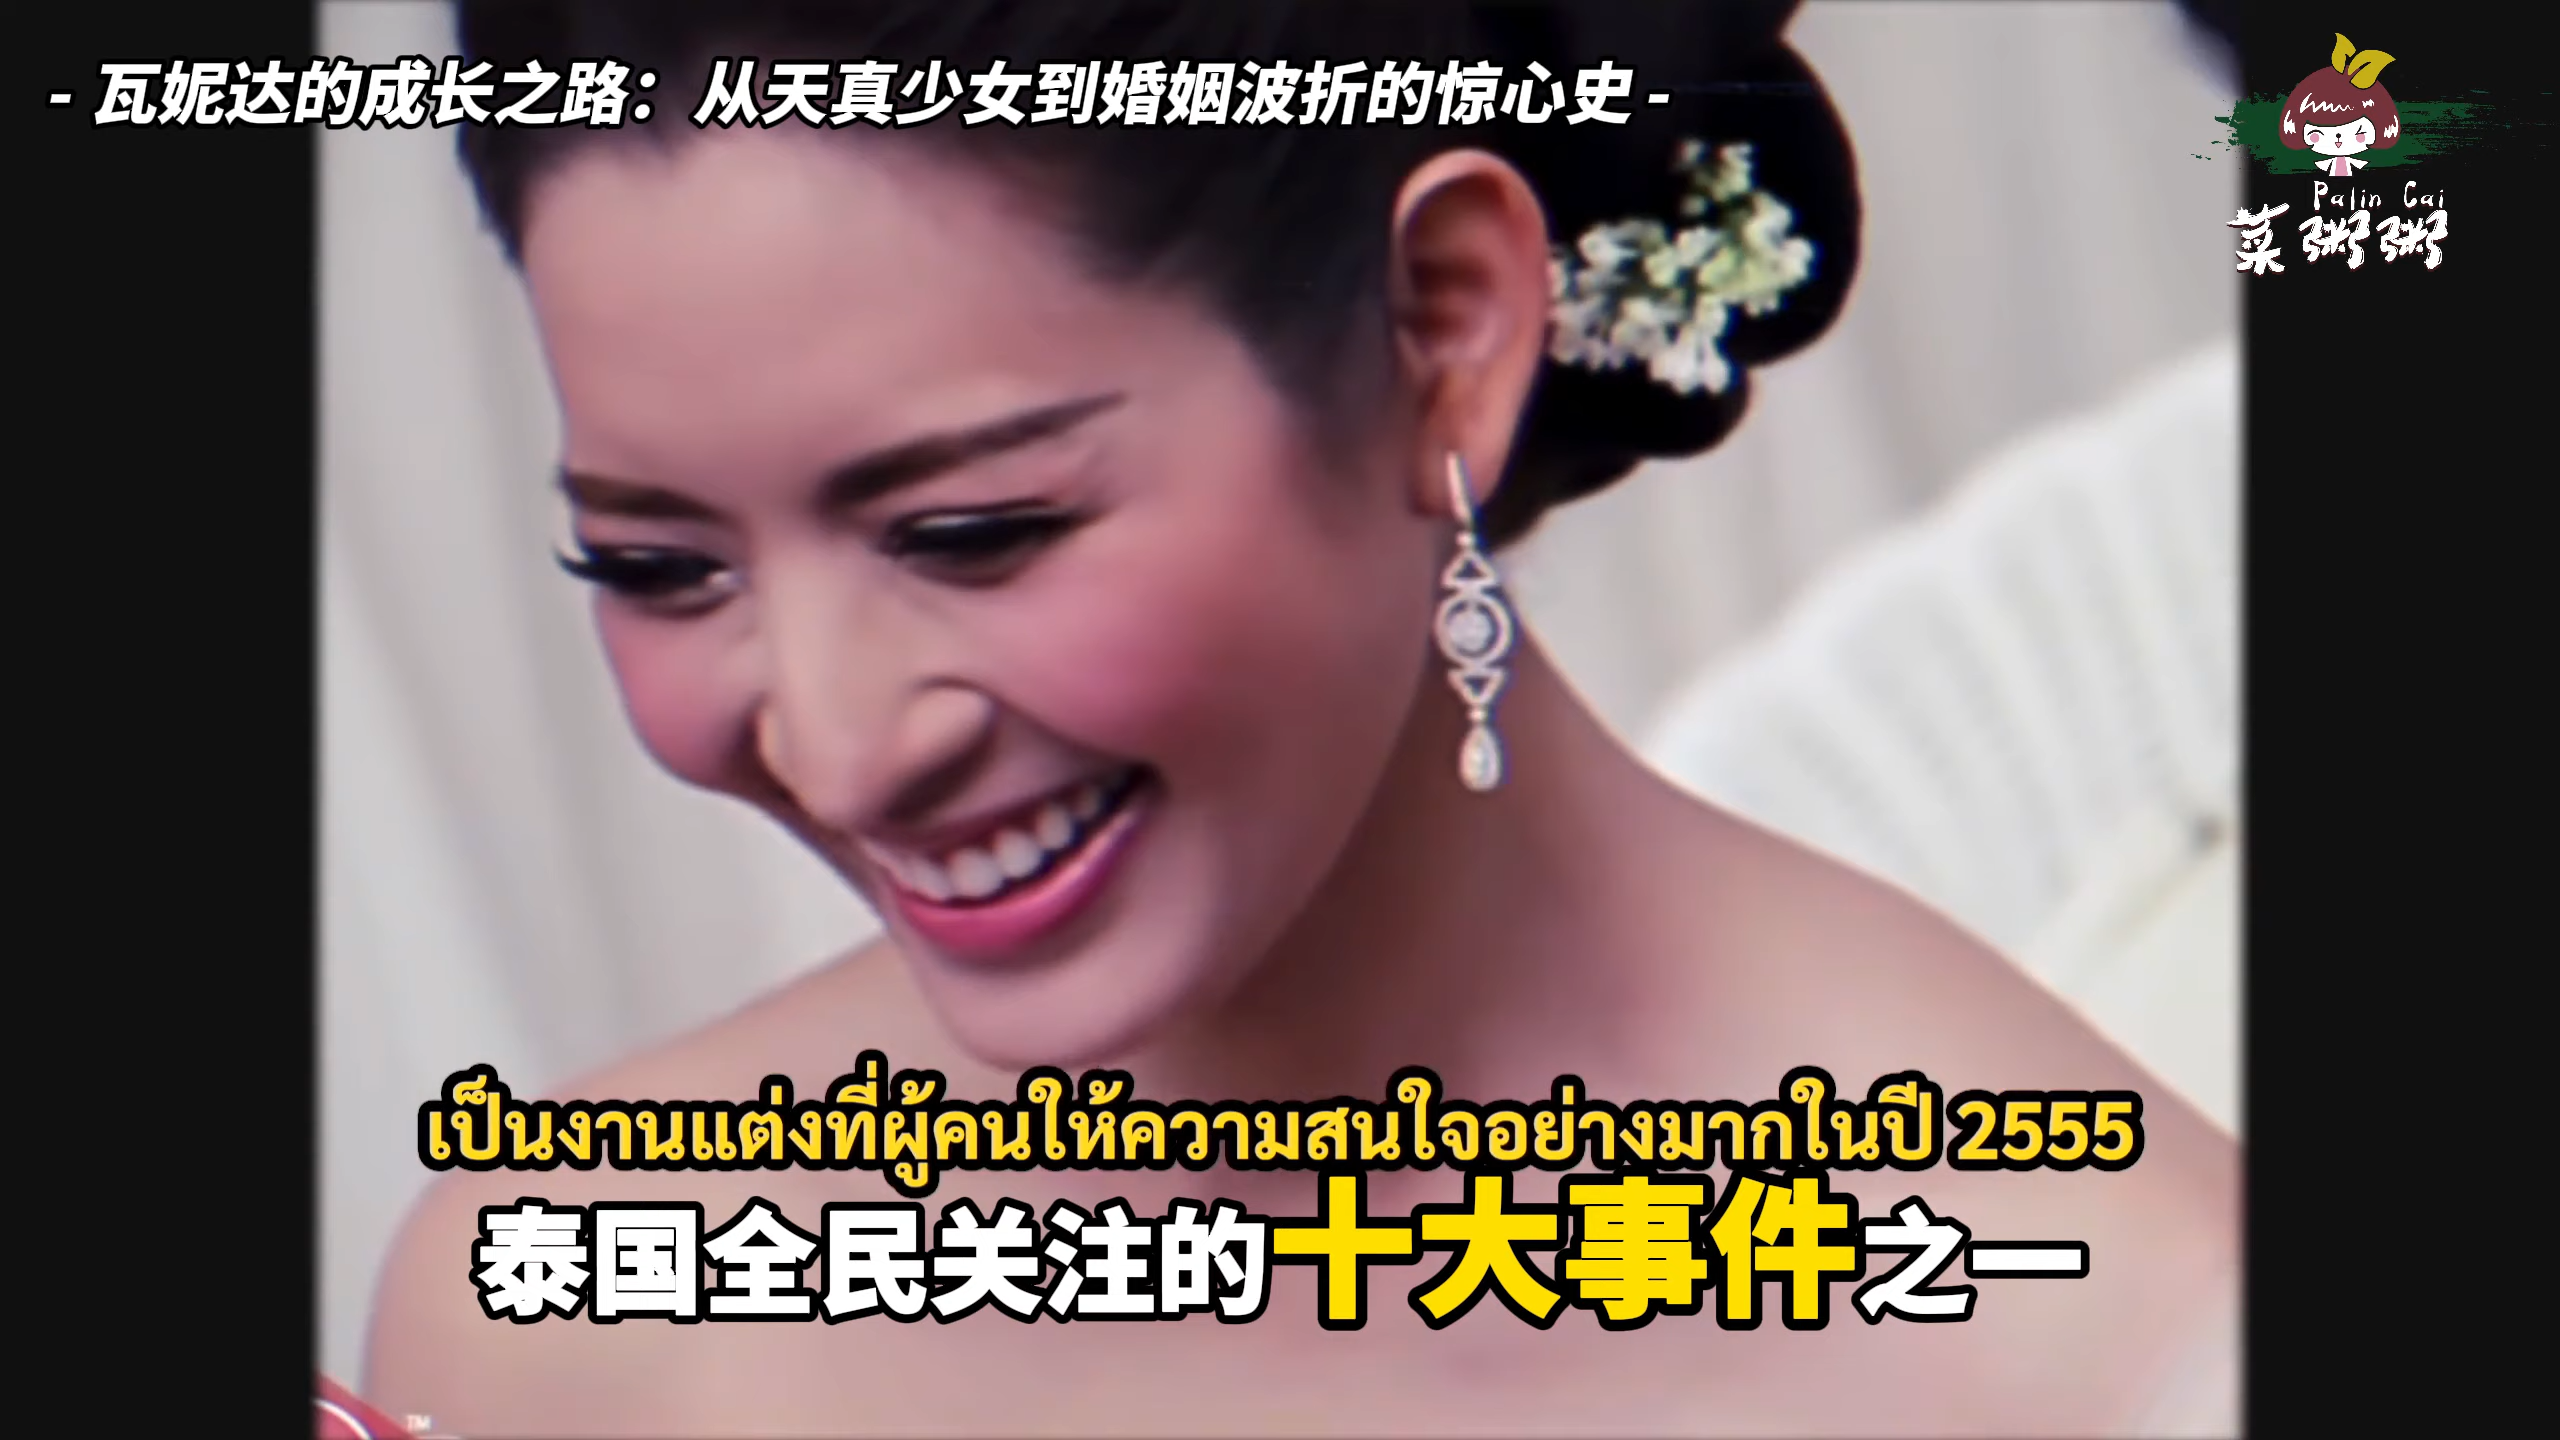 - 瓦妮达的成长之路：从天真少女到婚姻波折的惊心史 -
Palin Cai
菜粥粥
เป็นงานแต่งที่ผู้คนให้ความสนใจอย่างมากในปี 2555
泰国全民关注的十大事件之一
TM